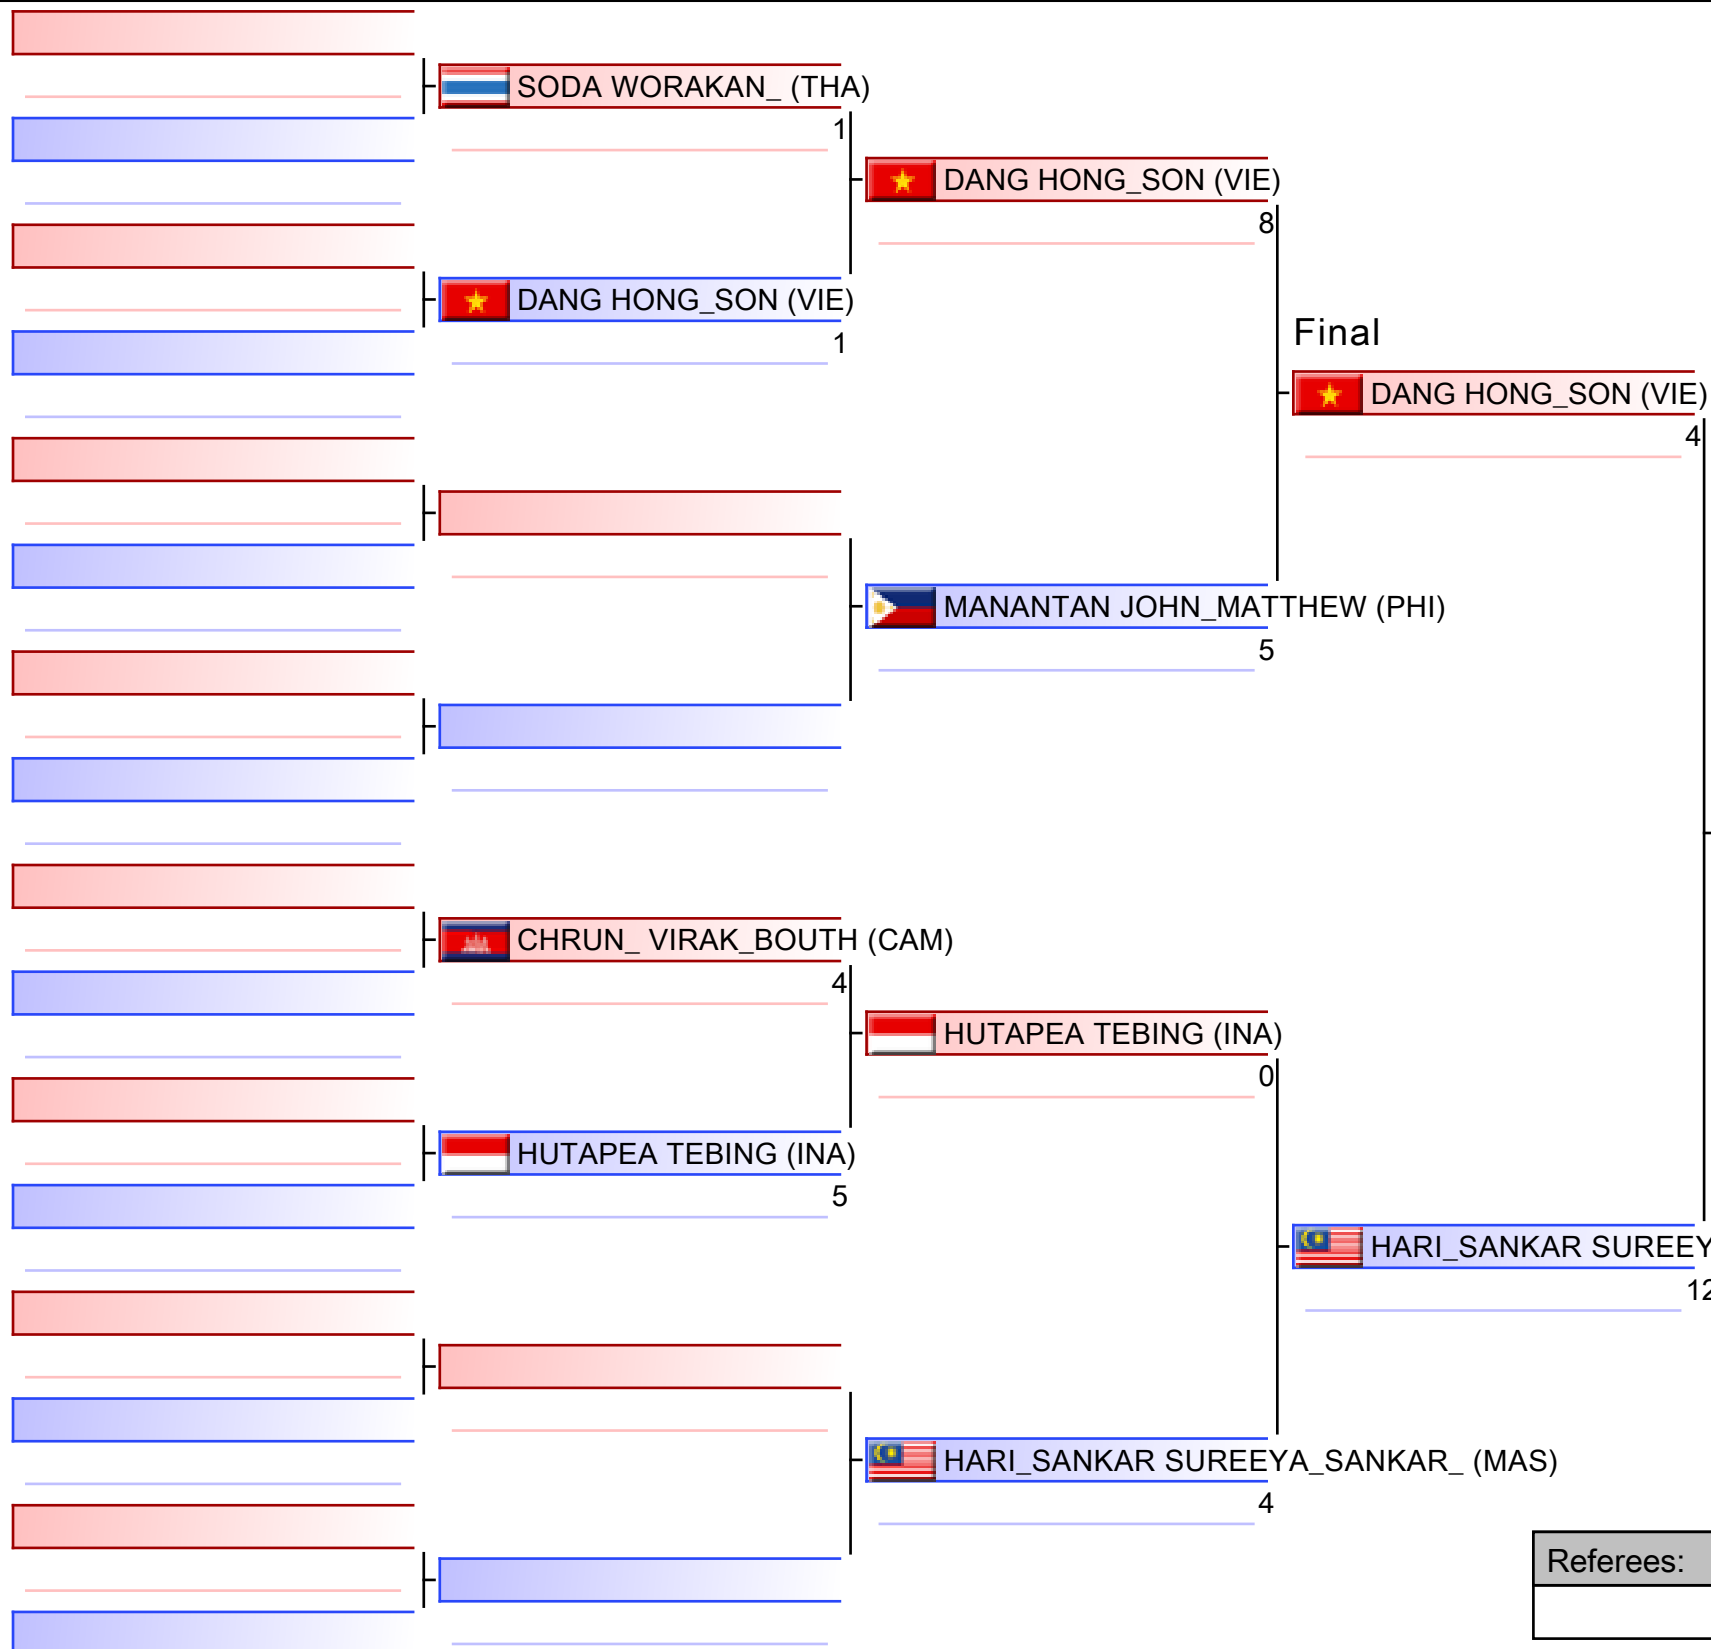 SODA WORAKAN_ (THA)
1
DANG HONG_SON (VIE)
8
DANG HONG_SON (VIE)
1
Final
DANG HONG_SON (VIE)
4
MANANTAN JOHN_MATTHEW (PHI)
5
CHRUN_ VIRAK_BOUTH (CAM)
4
HUTAPEA TEBING (INA)
0
HUTAPEA TEBING (INA)
5
HARI_SANKAR SUREEY
12
HARI_SANKAR SUREEYA_SANKAR_ (MAS)
4
Referees: